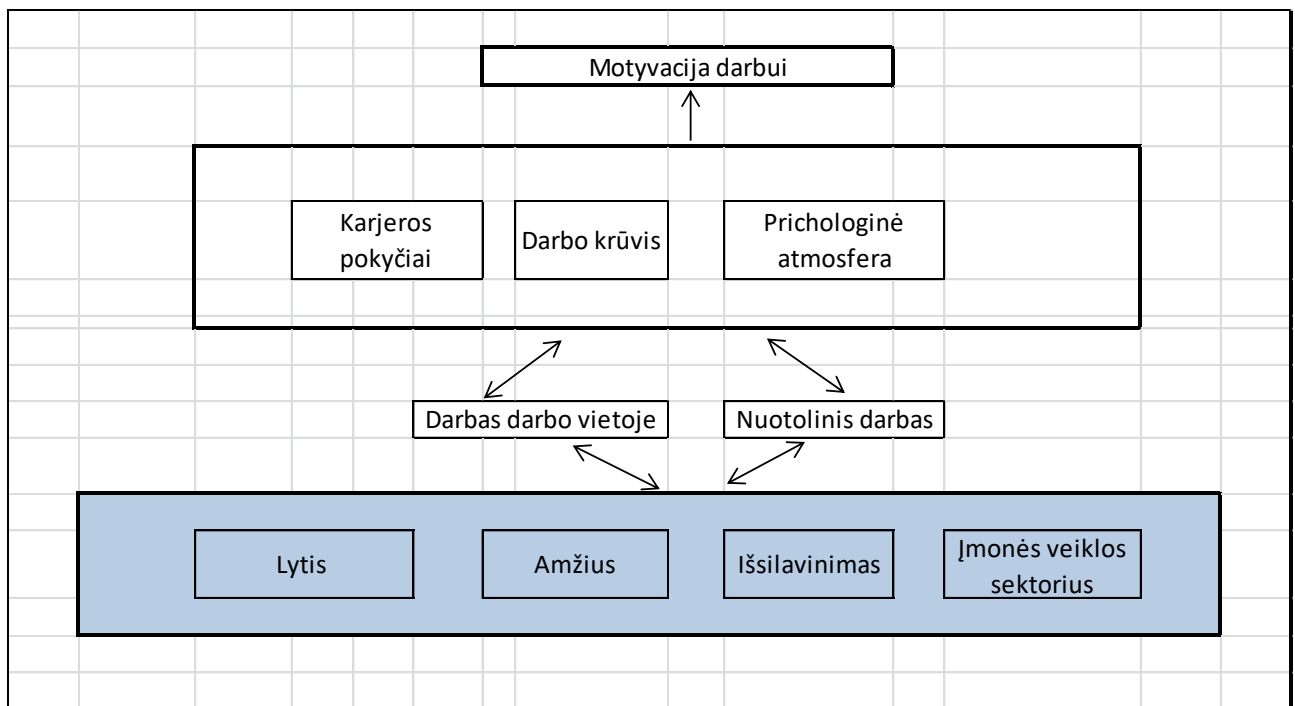 Motyvacija darbui
Karjeros
pokyčiai
Darbo krūvis
Prichologinė
atmosfera
Darbas darbo vietoje
Nuotolinis darbas
Lytis
Amžius
Išsilavinimas
Įmonės veiklos
sektorius